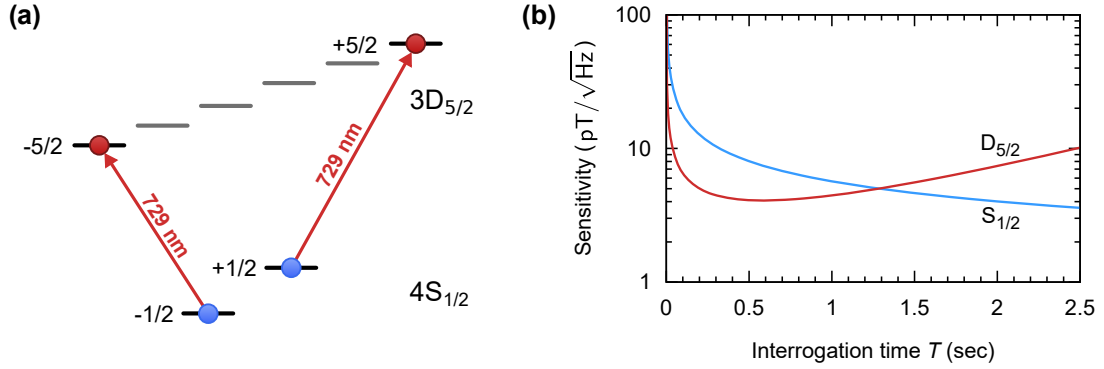 (a)
+5/2
3D5/2
-5/2
729 nm
729 nm
+1/2
4S1/2
-1/2
(b)
Sensitivity ( pT / √Hz )
100
10
1
D5/2
S1/2
0
0.5
1
1.5
2
2.5
Interrogation time T (sec)